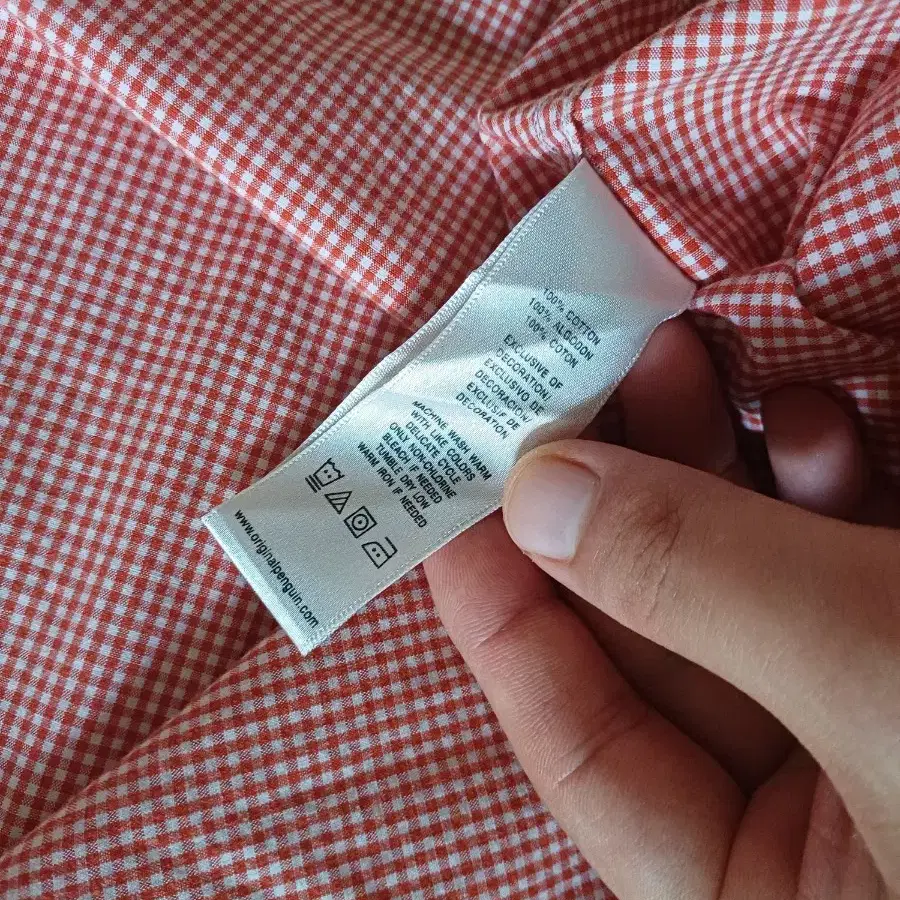 100% COTTON
100% ALGODON
100% COTON
EXCLUSIVE OF
DECORATION/
EXCLUSIVO DE
DECORACION/
EXCLUSIF DE
DECORATION
MACHINE WASH WARM
WITH LIKE COLORS
DELICATE CYCLE
ONLY NON-CHLORINE
BLEACH IF NEEDED
TUMBLE DRY LOW
WARM IRON IF NEEDED
www.originalpenguin.com